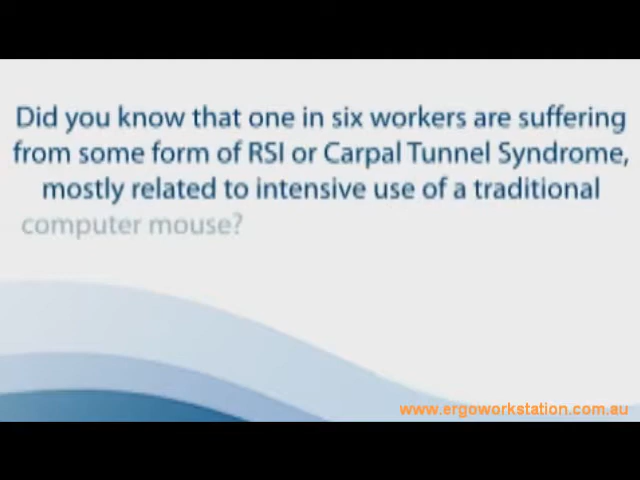 Did you know that one in six workers are suffering
from some form of RSI or Carpal Tunnel Syndrome,
mostly related to intensive use of a traditional
computer mouse?
www.ergoworkstation.com.au